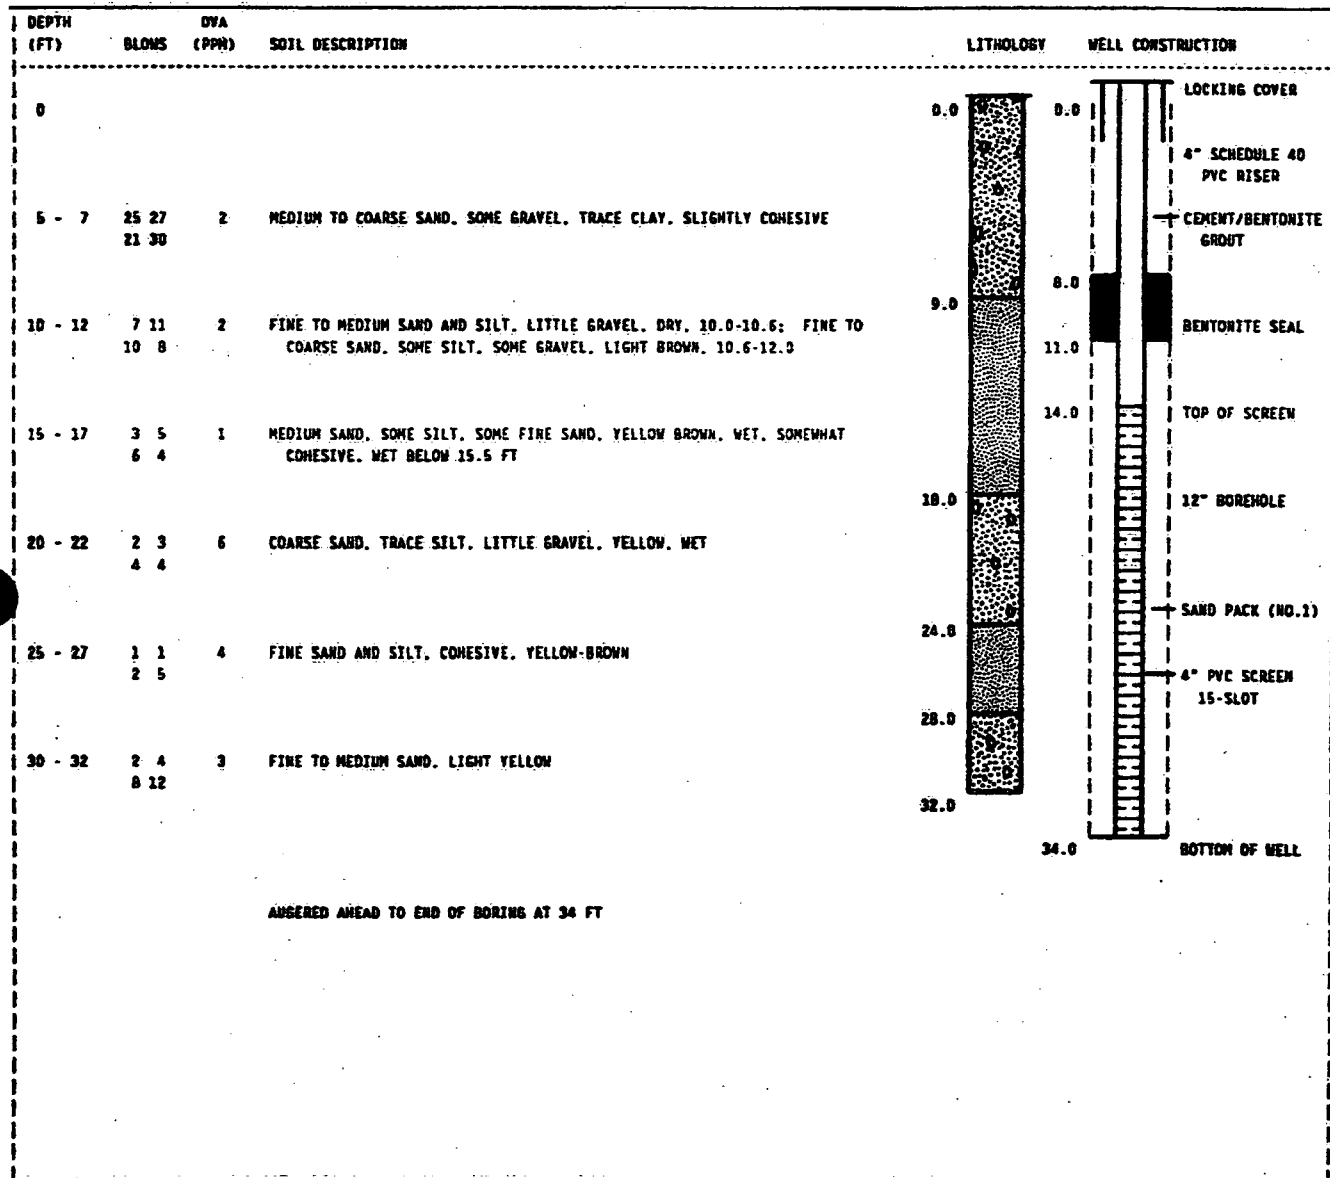 DEPTH OVA
(FT) BLOWS (PPM) SOIL DESCRIPTION LITHOLOGY WELL CONSTRUCTION
LOCKING COVER
0 0.0 0.0
4" SCHEDULE 40
PVC RISER
5 - 7 25 27 2 MEDIUM TO COARSE SAND, SOME GRAVEL, TRACE CLAY, SLIGHTLY COHESIVE CEMENT/BENTONITE
21 30 GROUT
8.0
9.0
10 - 12 7 11 2 FINE TO MEDIUM SAND AND SILT, LITTLE GRAVEL, DRY, 10.0-10.6; FINE TO BENTONITE SEAL
10 8 COARSE SAND, SOME SILT, SOME GRAVEL, LIGHT BROWN, 10.6-12.0 11.0
14.0 TOP OF SCREEN
15 - 17 3 5 1 MEDIUM SAND, SOME SILT, SOME FINE SAND, YELLOW BROWN, WET, SOMEWHAT
6 4 COHESIVE, WET BELOW 15.5 FT
18.0 12" BOREHOLE
20 - 22 2 3 6 COARSE SAND, TRACE SILT, LITTLE GRAVEL, YELLOW, WET
4 4
SAND PACK (NO.1)
24.0
25 - 27 1 1 4 FINE SAND AND SILT, COHESIVE, YELLOW-BROWN
2 5 4" PVC SCREEN
15-SLOT
28.0
30 - 32 2 4 3 FINE TO MEDIUM SAND, LIGHT YELLOW
8 12
32.0
34.0 BOTTOM OF WELL
AUGERED AHEAD TO END OF BORING AT 34 FT